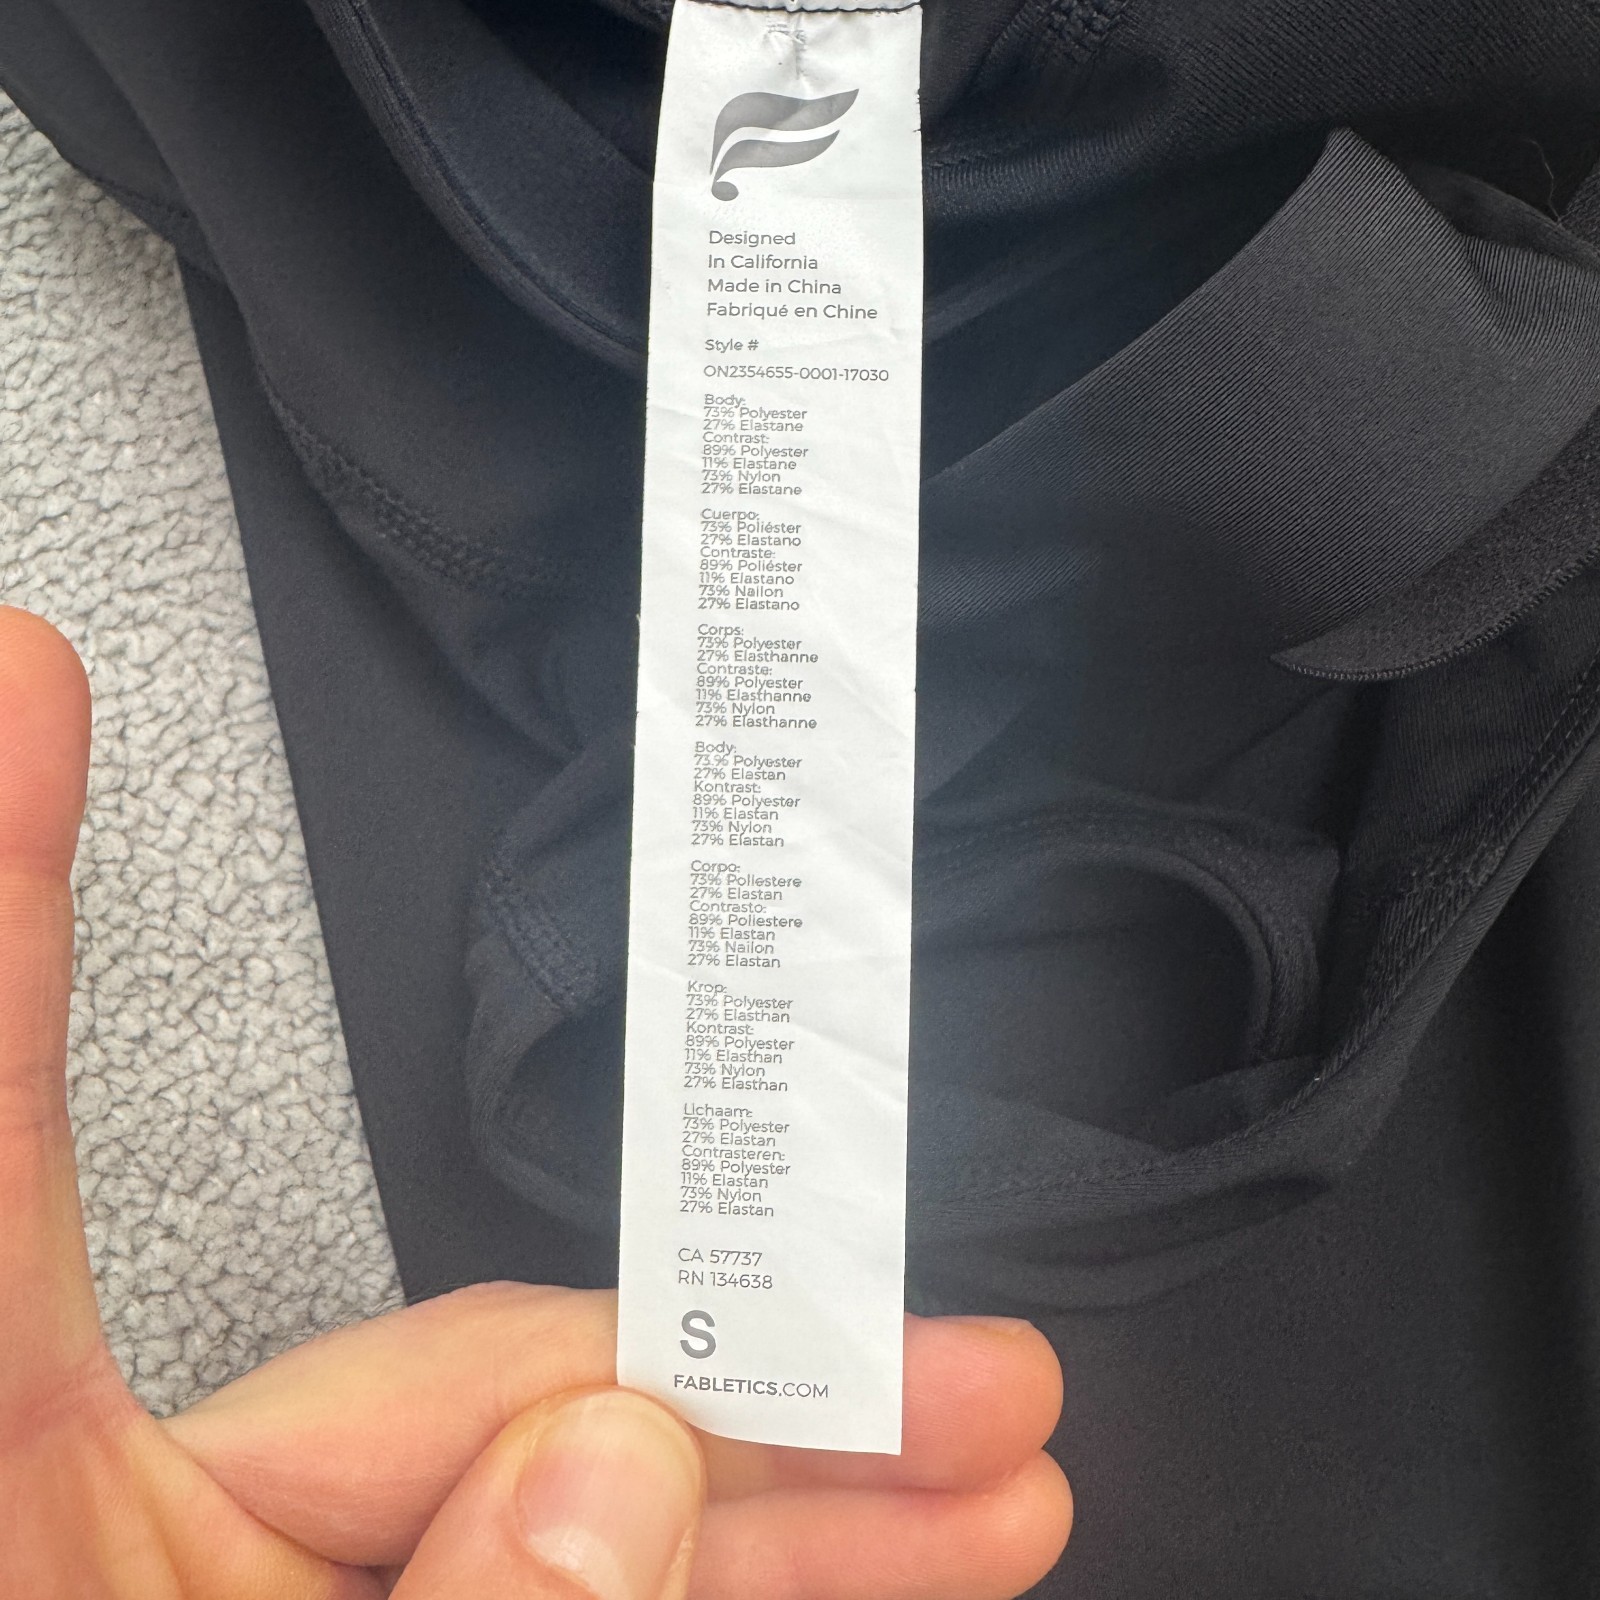 Designed
In California
Made in China
Fabriqué en Chine
Style #
ON2354655-0001-17030
Body:
73% Polyester
27% Elastane
Contrast:
89% Polyester
11% Elastane
73% Nylon
27% Elastane
Cuerpo:
73% Poliéster
27% Elastano
Contraste:
89% Poliéster
11% Elastano
73% Nailon
27% Elastano
Corps:
73% Polyester
27% Elasthanne
Contraste:
89% Polyester
11% Elasthanne
73% Nylon
27% Elasthanne
Body:
73% Polyester
27% Elastan
Kontrast:
89% Polyester
11% Elastan
73% Nylon
27% Elastan
Corpo:
73% Poliestere
27% Elastan
Contrasto:
89% Poliestere
11% Elastan
73% Nailon
27% Elastan
Krop:
73% Polyester
27% Elasthan
Kontrast:
89% Polyester
11% Elasthan
73% Nylon
27% Elasthan
Lichaam:
73% Polyester
27% Elastan
Contrasteren:
89% Polyester
11% Elastan
73% Nylon
27% Elastan
CA 57737
RN 134638
S
FABLETICS.COM